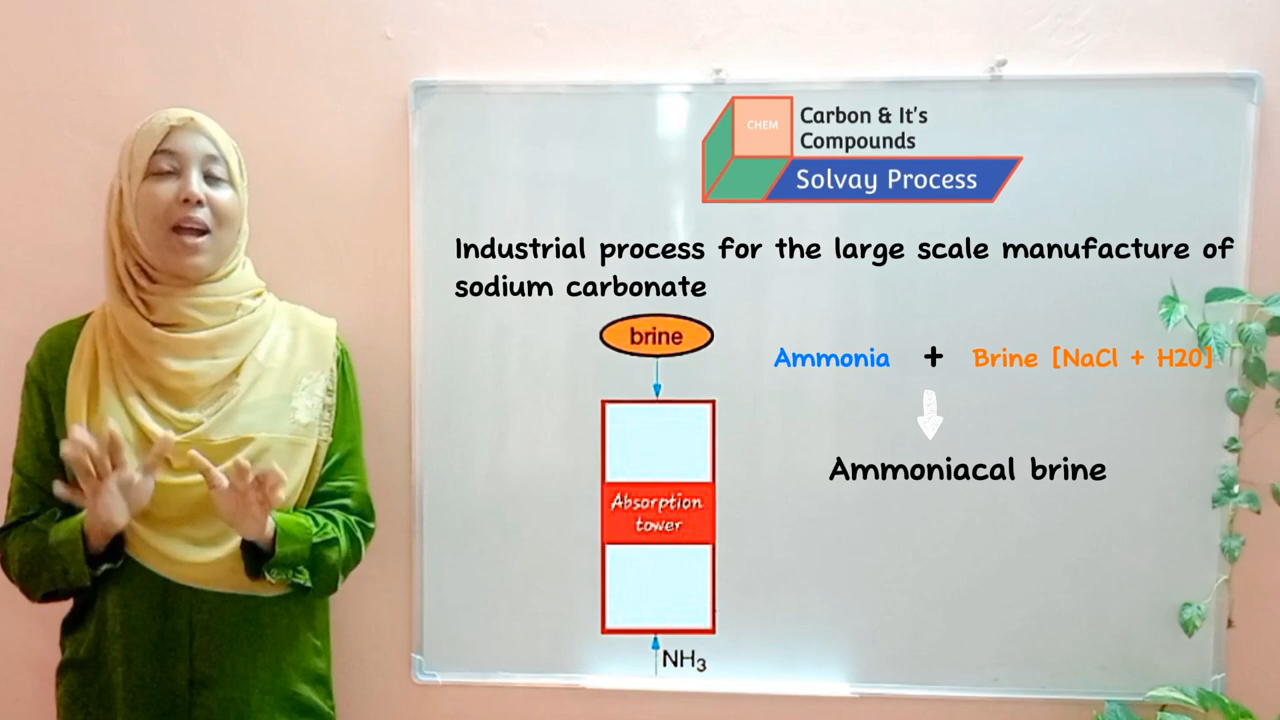 CHEM
Carbon & It's
Compounds
Solvay Process
Industrial process for the large scale manufacture of
sodium carbonate
brine
Ammonia + Brine [NaCl + H20]
Ammoniacal brine
Absorption
tower
NH₃